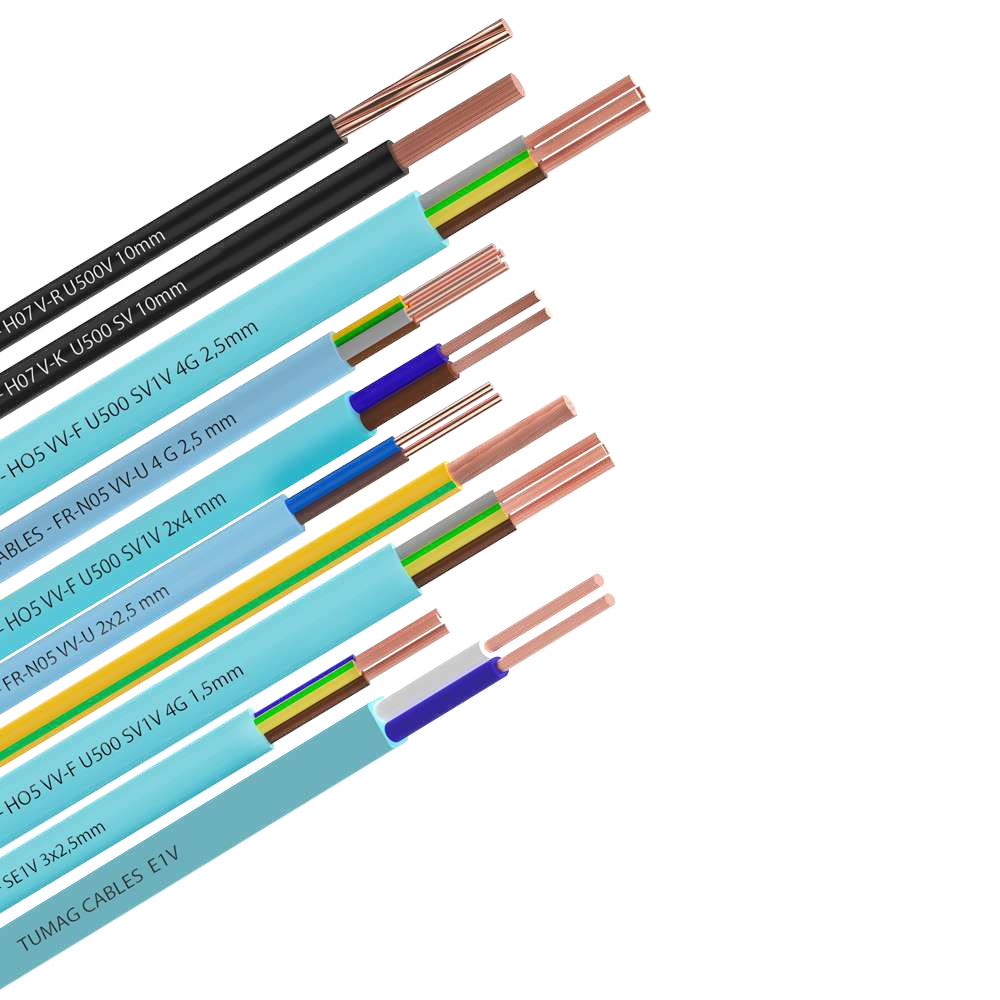 - H07 V-R U500V 10mm
- H07 V-K U500 SV 10mm
- HO5 VV-F U500 SV1V 4G 2,5mm
ABLES - FR-N05 VV-U 4 G 2,5 mm
- HO5 VV-F U500 SV1V 2x4 mm
FR-N05 VV-U 2x2,5 mm
- HO5 VV-F U500 SV1V 4G 1,5mm
- SE1V 3x2,5mm
TUMAG CABLES E1V